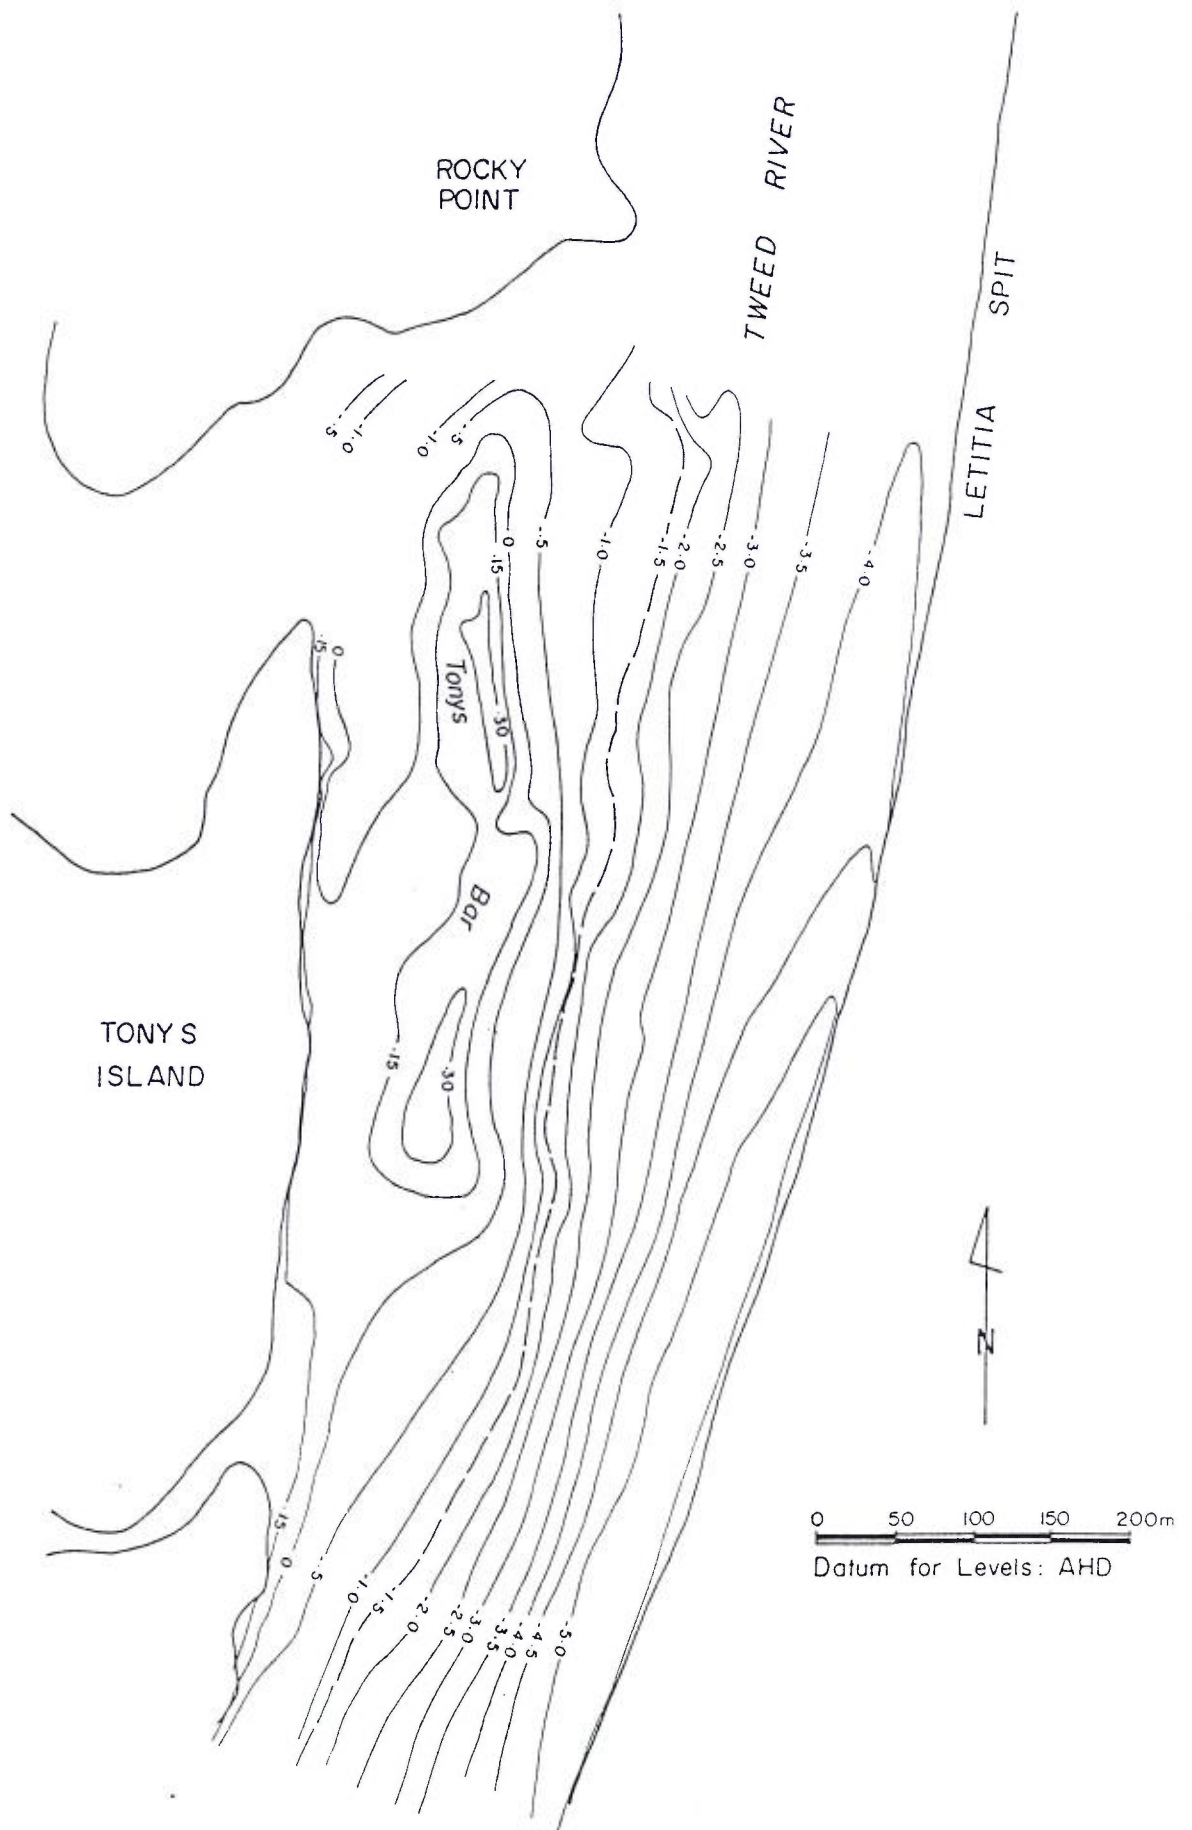 ROCKY
POINT
TWEED RIVER
LETITIA SPIT
-.5
-1.0
-1.0
-.5
0
.15
-.5
-1.0
-1.5
-2.0
-2.5
-3.0
-3.5
-4.0
.15
0
Tonys
.30
Bar
TONYS
ISLAND
.15
.30
N
0 50 100 150 200m
Datum for Levels: AHD
.15
0
.5
-1.0
-1.5
-2.0
-2.5
-3.0
-3.5
-4.0
-4.5
-5.0